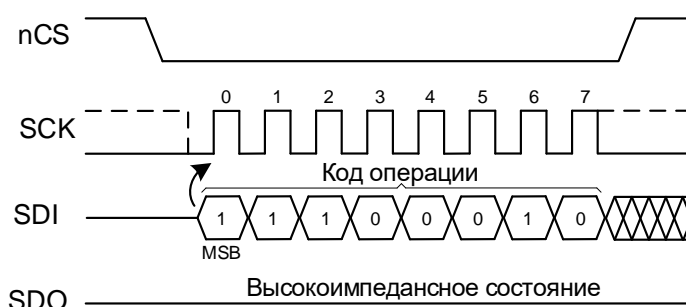 nCS
0 1 2 3 4 5 6 7
SCK
Код операции
SDI
1 1 1 0 0 0 1 0
MSB
Высокоимпедансное состояние
SDO